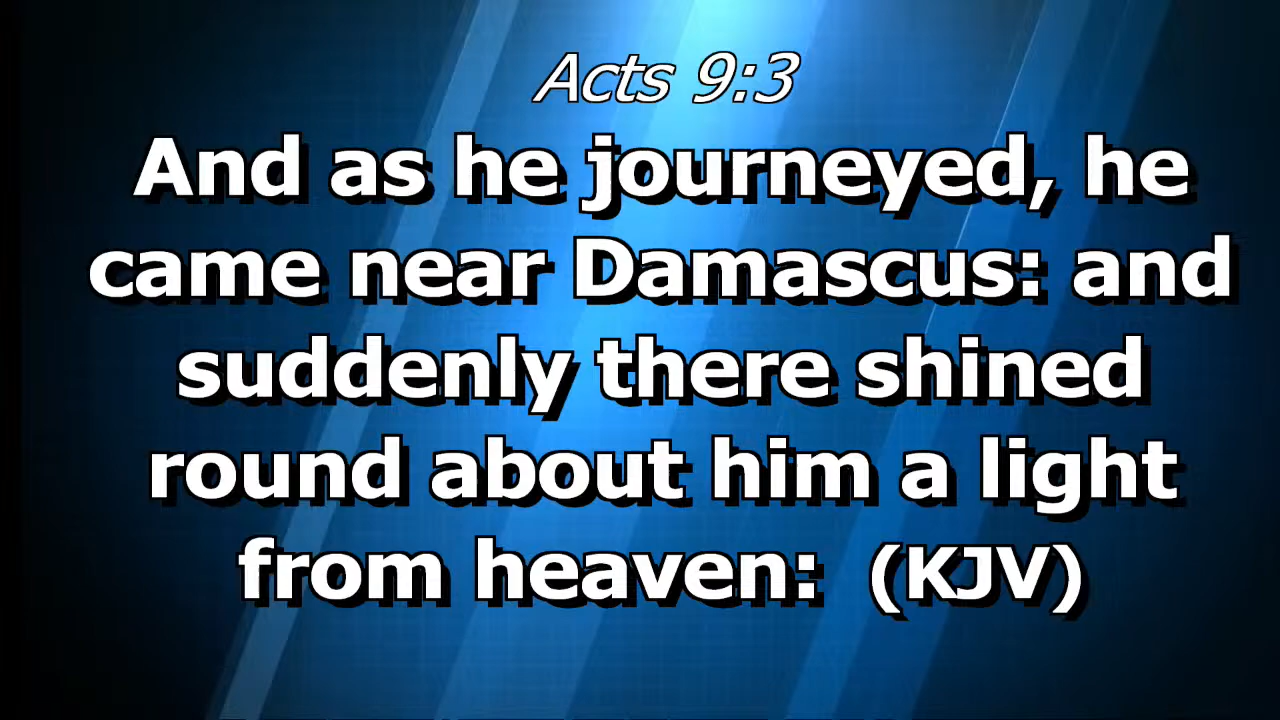 Acts 9:3
And as he journeyed, he
came near Damascus: and
suddenly there shined
round about him a light
from heaven: (KJV)